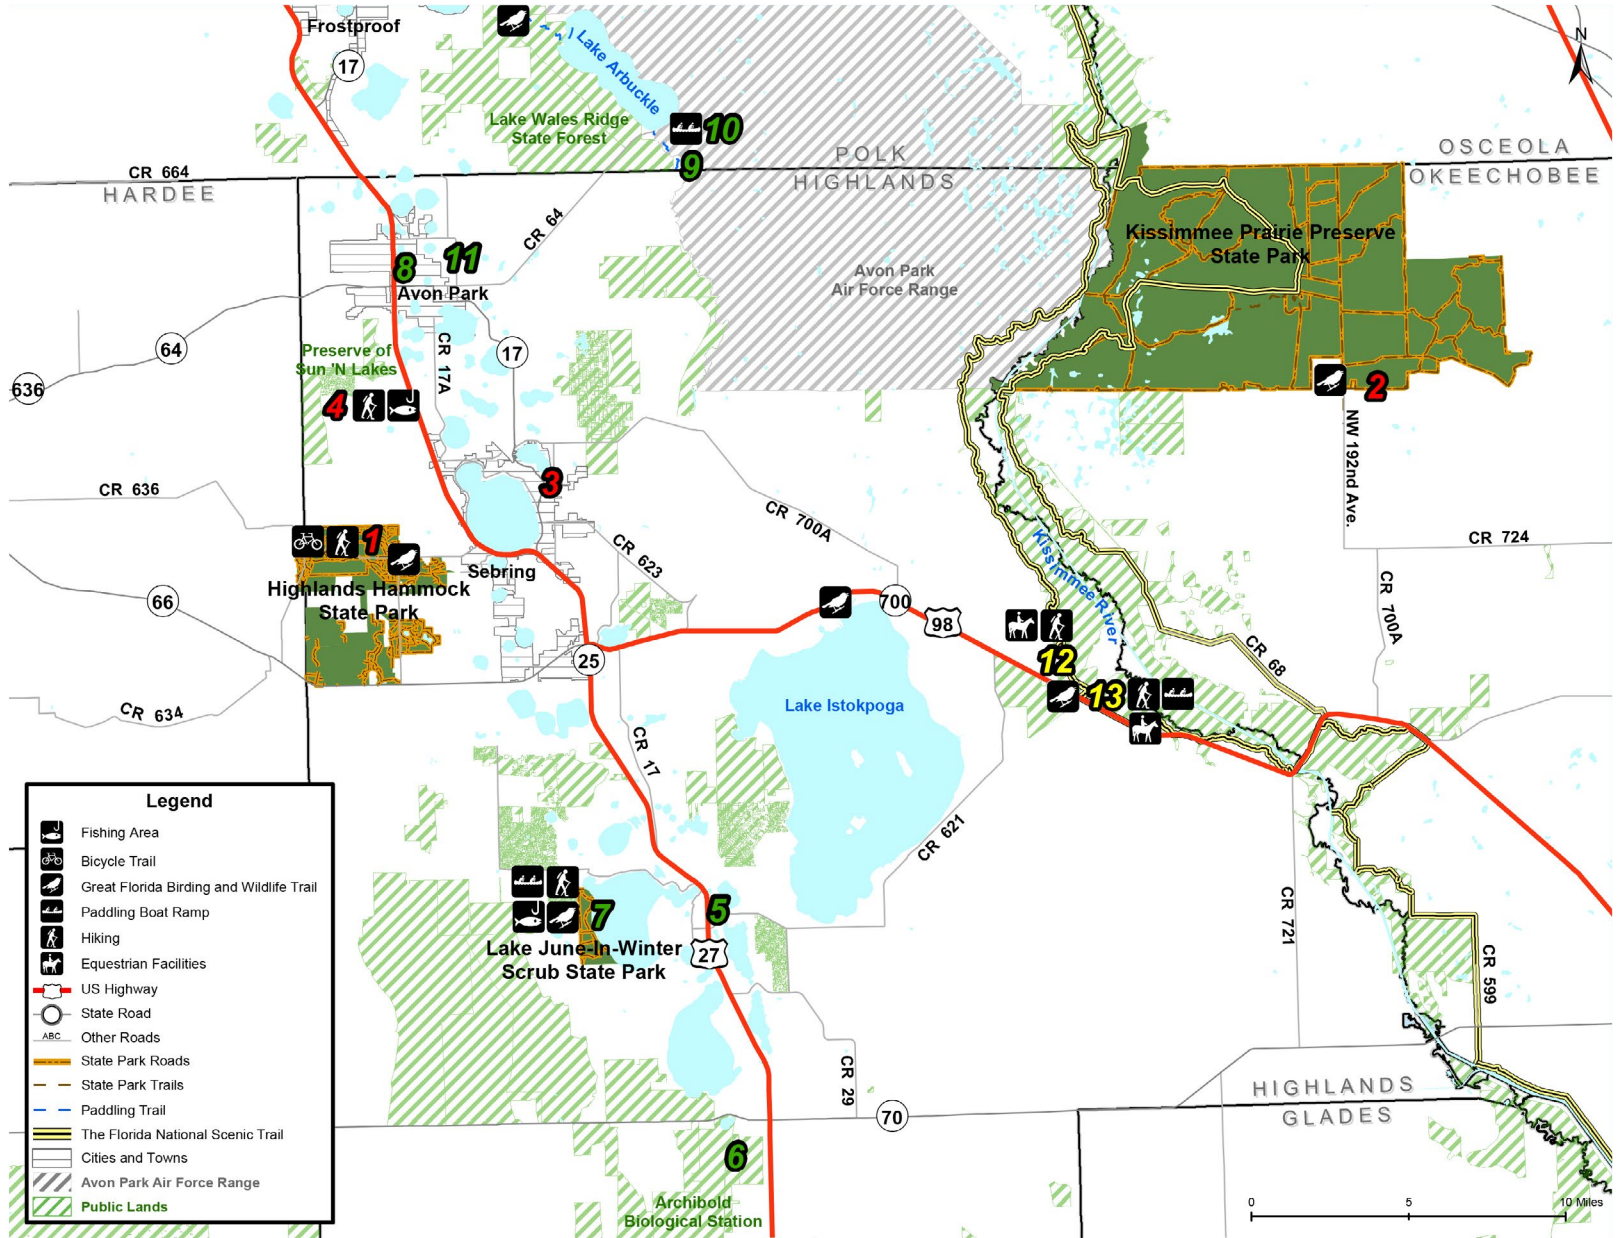 Frostproof
17
N
Lake Arbuckle
Lake Wales Ridge
State Forest
10
9
CR 664
HARDEE
POLK
HIGHLANDS
OSCEOLA
OKEECHOBEE
CR 64
8
11
Avon Park
Avon Park
Air Force Range
Kissimmee Prairie Preserve
State Park
64
636
Preserve of
Sun 'N Lakes
CR 17A
17
4
2
NW 192nd Ave.
3
CR 636
CR 700A
CR 724
1
CR 623
Sebring
Highlands Hammock
State Park
66
Kissimmee River
CR 700A
700
98
25
12
CR 68
13
CR 634
Lake Istokpoga
CR 17
CR 621
CR 721
7
5
Lake June-In-Winter
Scrub State Park
27
CR 599
CR 29
70
HIGHLANDS
GLADES
6
Archibold
Biological Station
0
5
10 Miles
Legend
Fishing Area
Bicycle Trail
Great Florida Birding and Wildlife Trail
Paddling Boat Ramp
Hiking
Equestrian Facilities
US Highway
State Road
ABC
Other Roads
State Park Roads
State Park Trails
Paddling Trail
The Florida National Scenic Trail
Cities and Towns
Avon Park Air Force Range
Public Lands